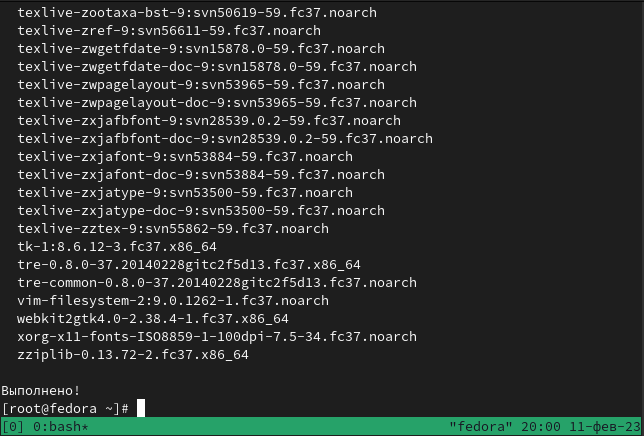 texlive-zootaxa-bst-9:svn50619-59.fc37.noarch
texlive-zref-9:svn56611-59.fc37.noarch
texlive-zwgetfdate-9:svn15878.0-59.fc37.noarch
texlive-zwgetfdate-doc-9:svn15878.0-59.fc37.noarch
texlive-zwpagelayout-9:svn53965-59.fc37.noarch
texlive-zwpagelayout-doc-9:svn53965-59.fc37.noarch
texlive-zxjafbfont-9:svn28539.0.2-59.fc37.noarch
texlive-zxjafbfont-doc-9:svn28539.0.2-59.fc37.noarch
texlive-zxjafont-9:svn53884-59.fc37.noarch
texlive-zxjafont-doc-9:svn53884-59.fc37.noarch
texlive-zxjatype-9:svn53500-59.fc37.noarch
texlive-zxjatype-doc-9:svn53500-59.fc37.noarch
texlive-zztex-9:svn55862-59.fc37.noarch
tk-1:8.6.12-3.fc37.x86_64
tre-0.8.0-37.20140228gitc2f5d13.fc37.x86_64
tre-common-0.8.0-37.20140228gitc2f5d13.fc37.noarch
vim-filesystem-2:9.0.1262-1.fc37.noarch
webkit2gtk4.0-2.38.4-1.fc37.x86_64
xorg-x11-fonts-ISO8859-1-100dpi-7.5-34.fc37.noarch
zziplib-0.13.72-2.fc37.x86_64
Выполнено!
[root@fedora ~]#
[0] 0:bash* "fedora" 20:00 11-фев-23